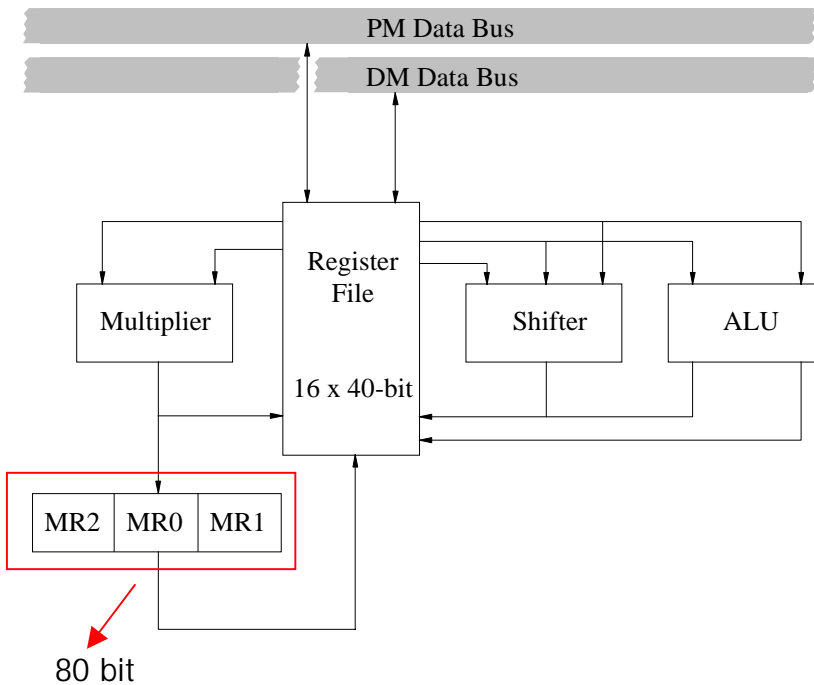 PM Data Bus
DM Data Bus
Register
File
16 x 40-bit
Multiplier
Shifter
ALU
MR2
MR0
MR1
80 bit